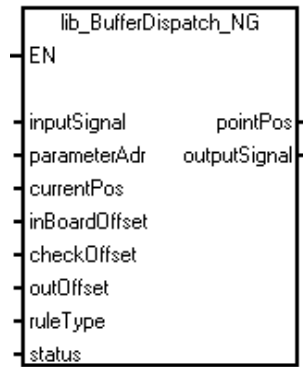 lib_BufferDispatch_NG
EN
inputSignal pointPos
parameterAdr outputSignal
currentPos
inBoardOffset
checkOffset
outOffset
ruleType
status